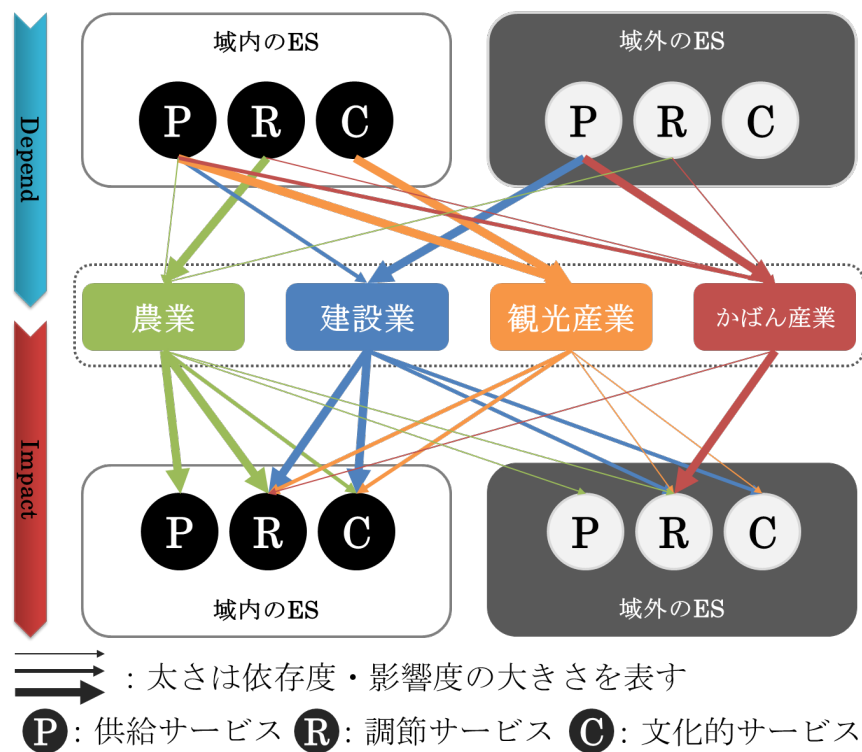 域内のES
域外のES
P R C
P R C
Depend
農業
建設業
観光産業
かばん産業
Impact
P R C
P R C
域内のES
域外のES
：太さは依存度・影響度の大きさを表す
P：供給サービス R：調節サービス C：文化的サービス